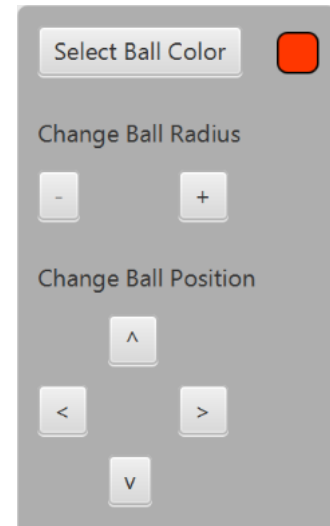 Select Ball Color
Change Ball Radius
- +
Change Ball Position
^
< >
v